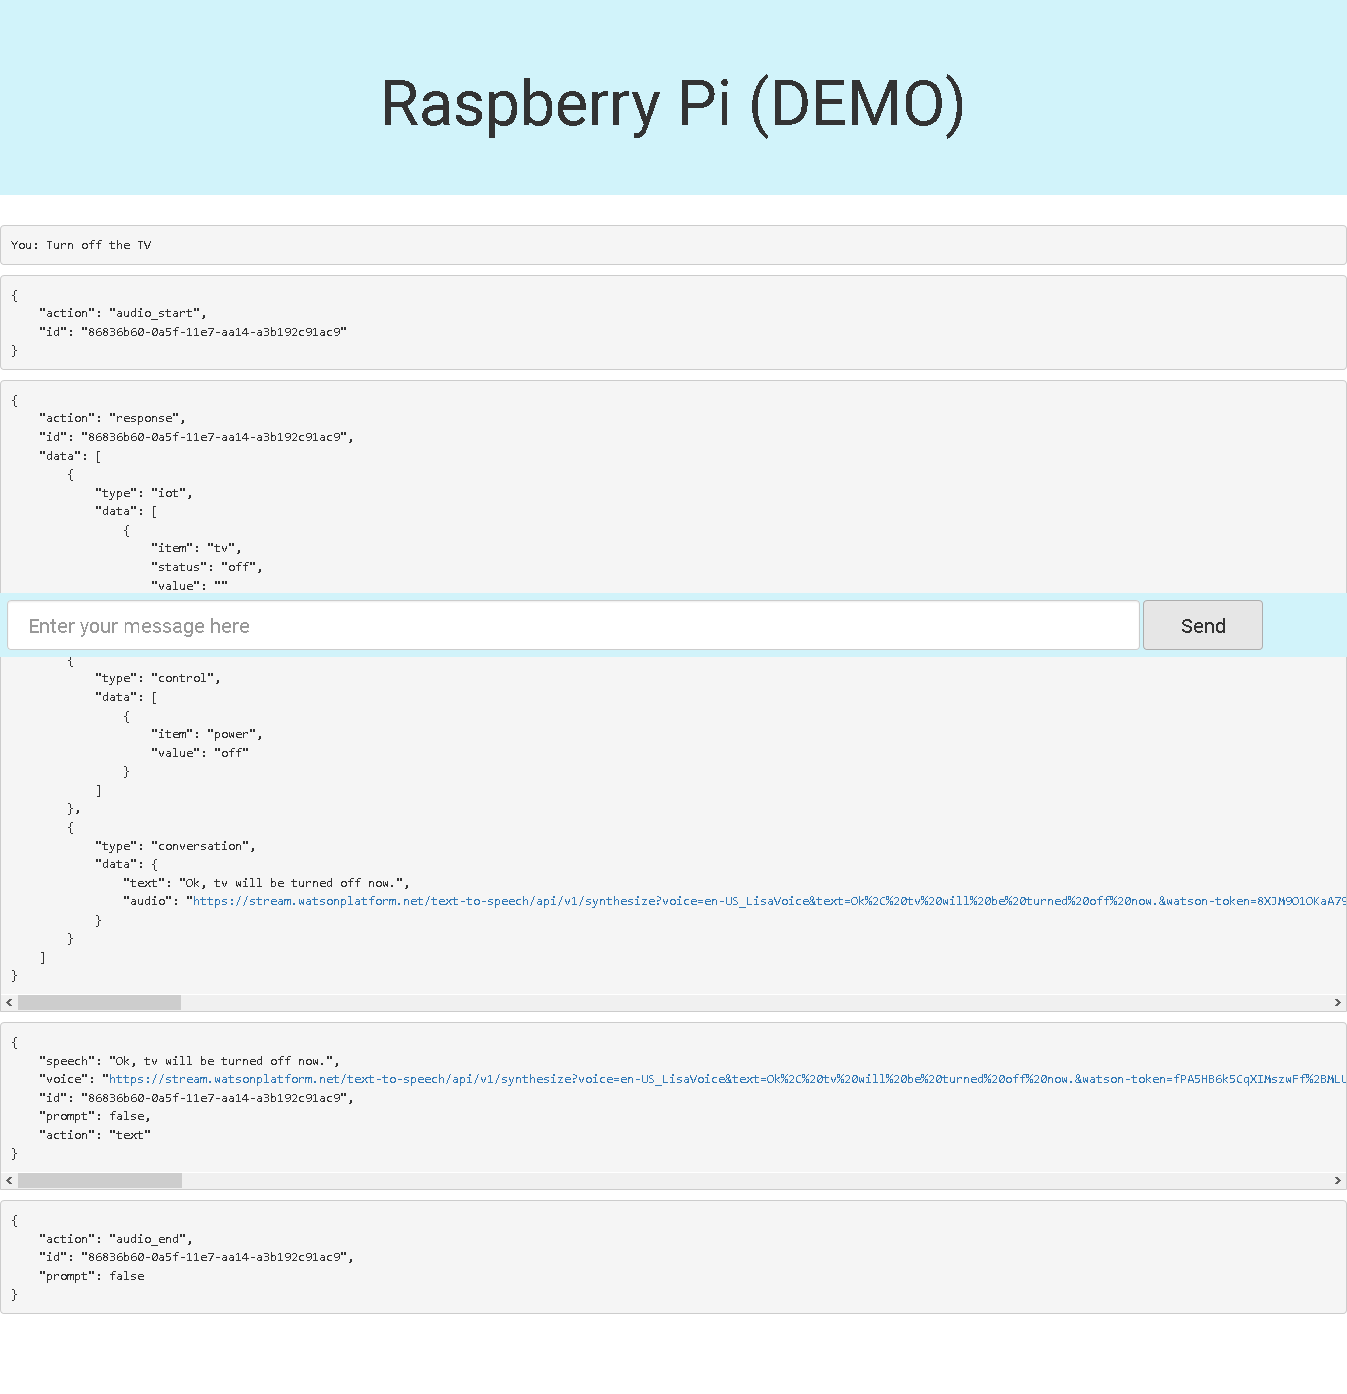 Raspberry Pi (DEMO)
You: Turn off the TV
{
    "action": "audio_start",
    "id": "86836b60-0a5f-11e7-aa14-a3b192c91ac9"
}
{
    "action": "response",
    "id": "86836b60-0a5f-11e7-aa14-a3b192c91ac9",
    "data": [
        {
            "type": "iot",
            "data": [
                {
                    "item": "tv",
                    "status": "off",
                    "value": ""
Enter your message here Send
        {
            "type": "control",
            "data": [
                {
                    "item": "power",
                    "value": "off"
                }
            ]
        },
        {
            "type": "conversation",
            "data": {
                "text": "Ok, tv will be turned off now.",
                "audio": "https://stream.watsonplatform.net/text-to-speech/api/v1/synthesize?voice=en-US_LisaVoice&text=Ok%2C%20tv%20will%20be%20turned%20off%20now.&watson-token=8XJM9O1OKaA79
            }
        }
    ]
}
{
    "speech": "Ok, tv will be turned off now.",
    "voice": "https://stream.watsonplatform.net/text-to-speech/api/v1/synthesize?voice=en-US_LisaVoice&text=Ok%2C%20tv%20will%20be%20turned%20off%20now.&watson-token=fPA5HB6k5CqXIMszwFf%2BMLU
    "id": "86836b60-0a5f-11e7-aa14-a3b192c91ac9",
    "prompt": false,
    "action": "text"
}
{
    "action": "audio_end",
    "id": "86836b60-0a5f-11e7-aa14-a3b192c91ac9",
    "prompt": false
}